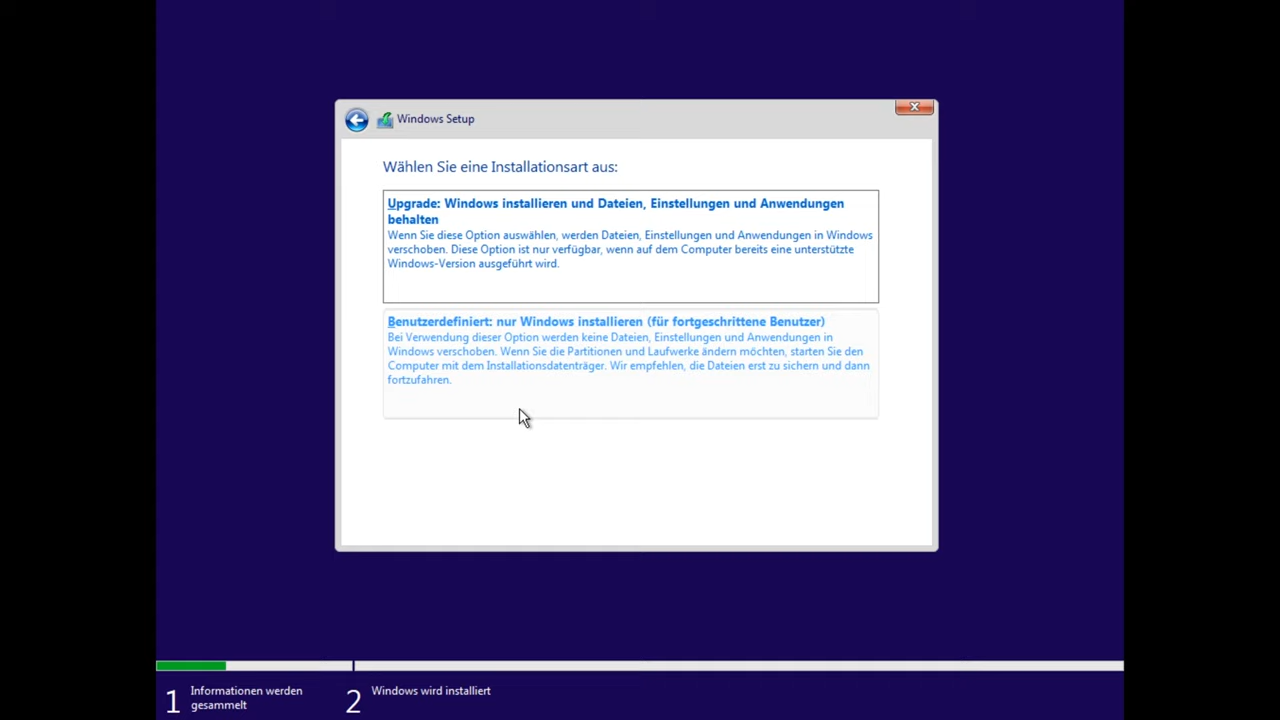 Windows Setup
Wählen Sie eine Installationsart aus:
Upgrade: Windows installieren und Dateien, Einstellungen und Anwendungen
behalten
Wenn Sie diese Option auswählen, werden Dateien, Einstellungen und Anwendungen in Windows
verschoben. Diese Option ist nur verfügbar, wenn auf dem Computer bereits eine unterstützte
Windows-Version ausgeführt wird.
Benutzerdefiniert: nur Windows installieren (für fortgeschrittene Benutzer)
Bei Verwendung dieser Option werden keine Dateien, Einstellungen und Anwendungen in
Windows verschoben. Wenn Sie die Partitionen und Laufwerke ändern möchten, starten Sie den
Computer mit dem Installationsdatenträger. Wir empfehlen, die Dateien erst zu sichern und dann
fortzufahren.
1 Informationen werden
gesammelt
2 Windows wird installiert